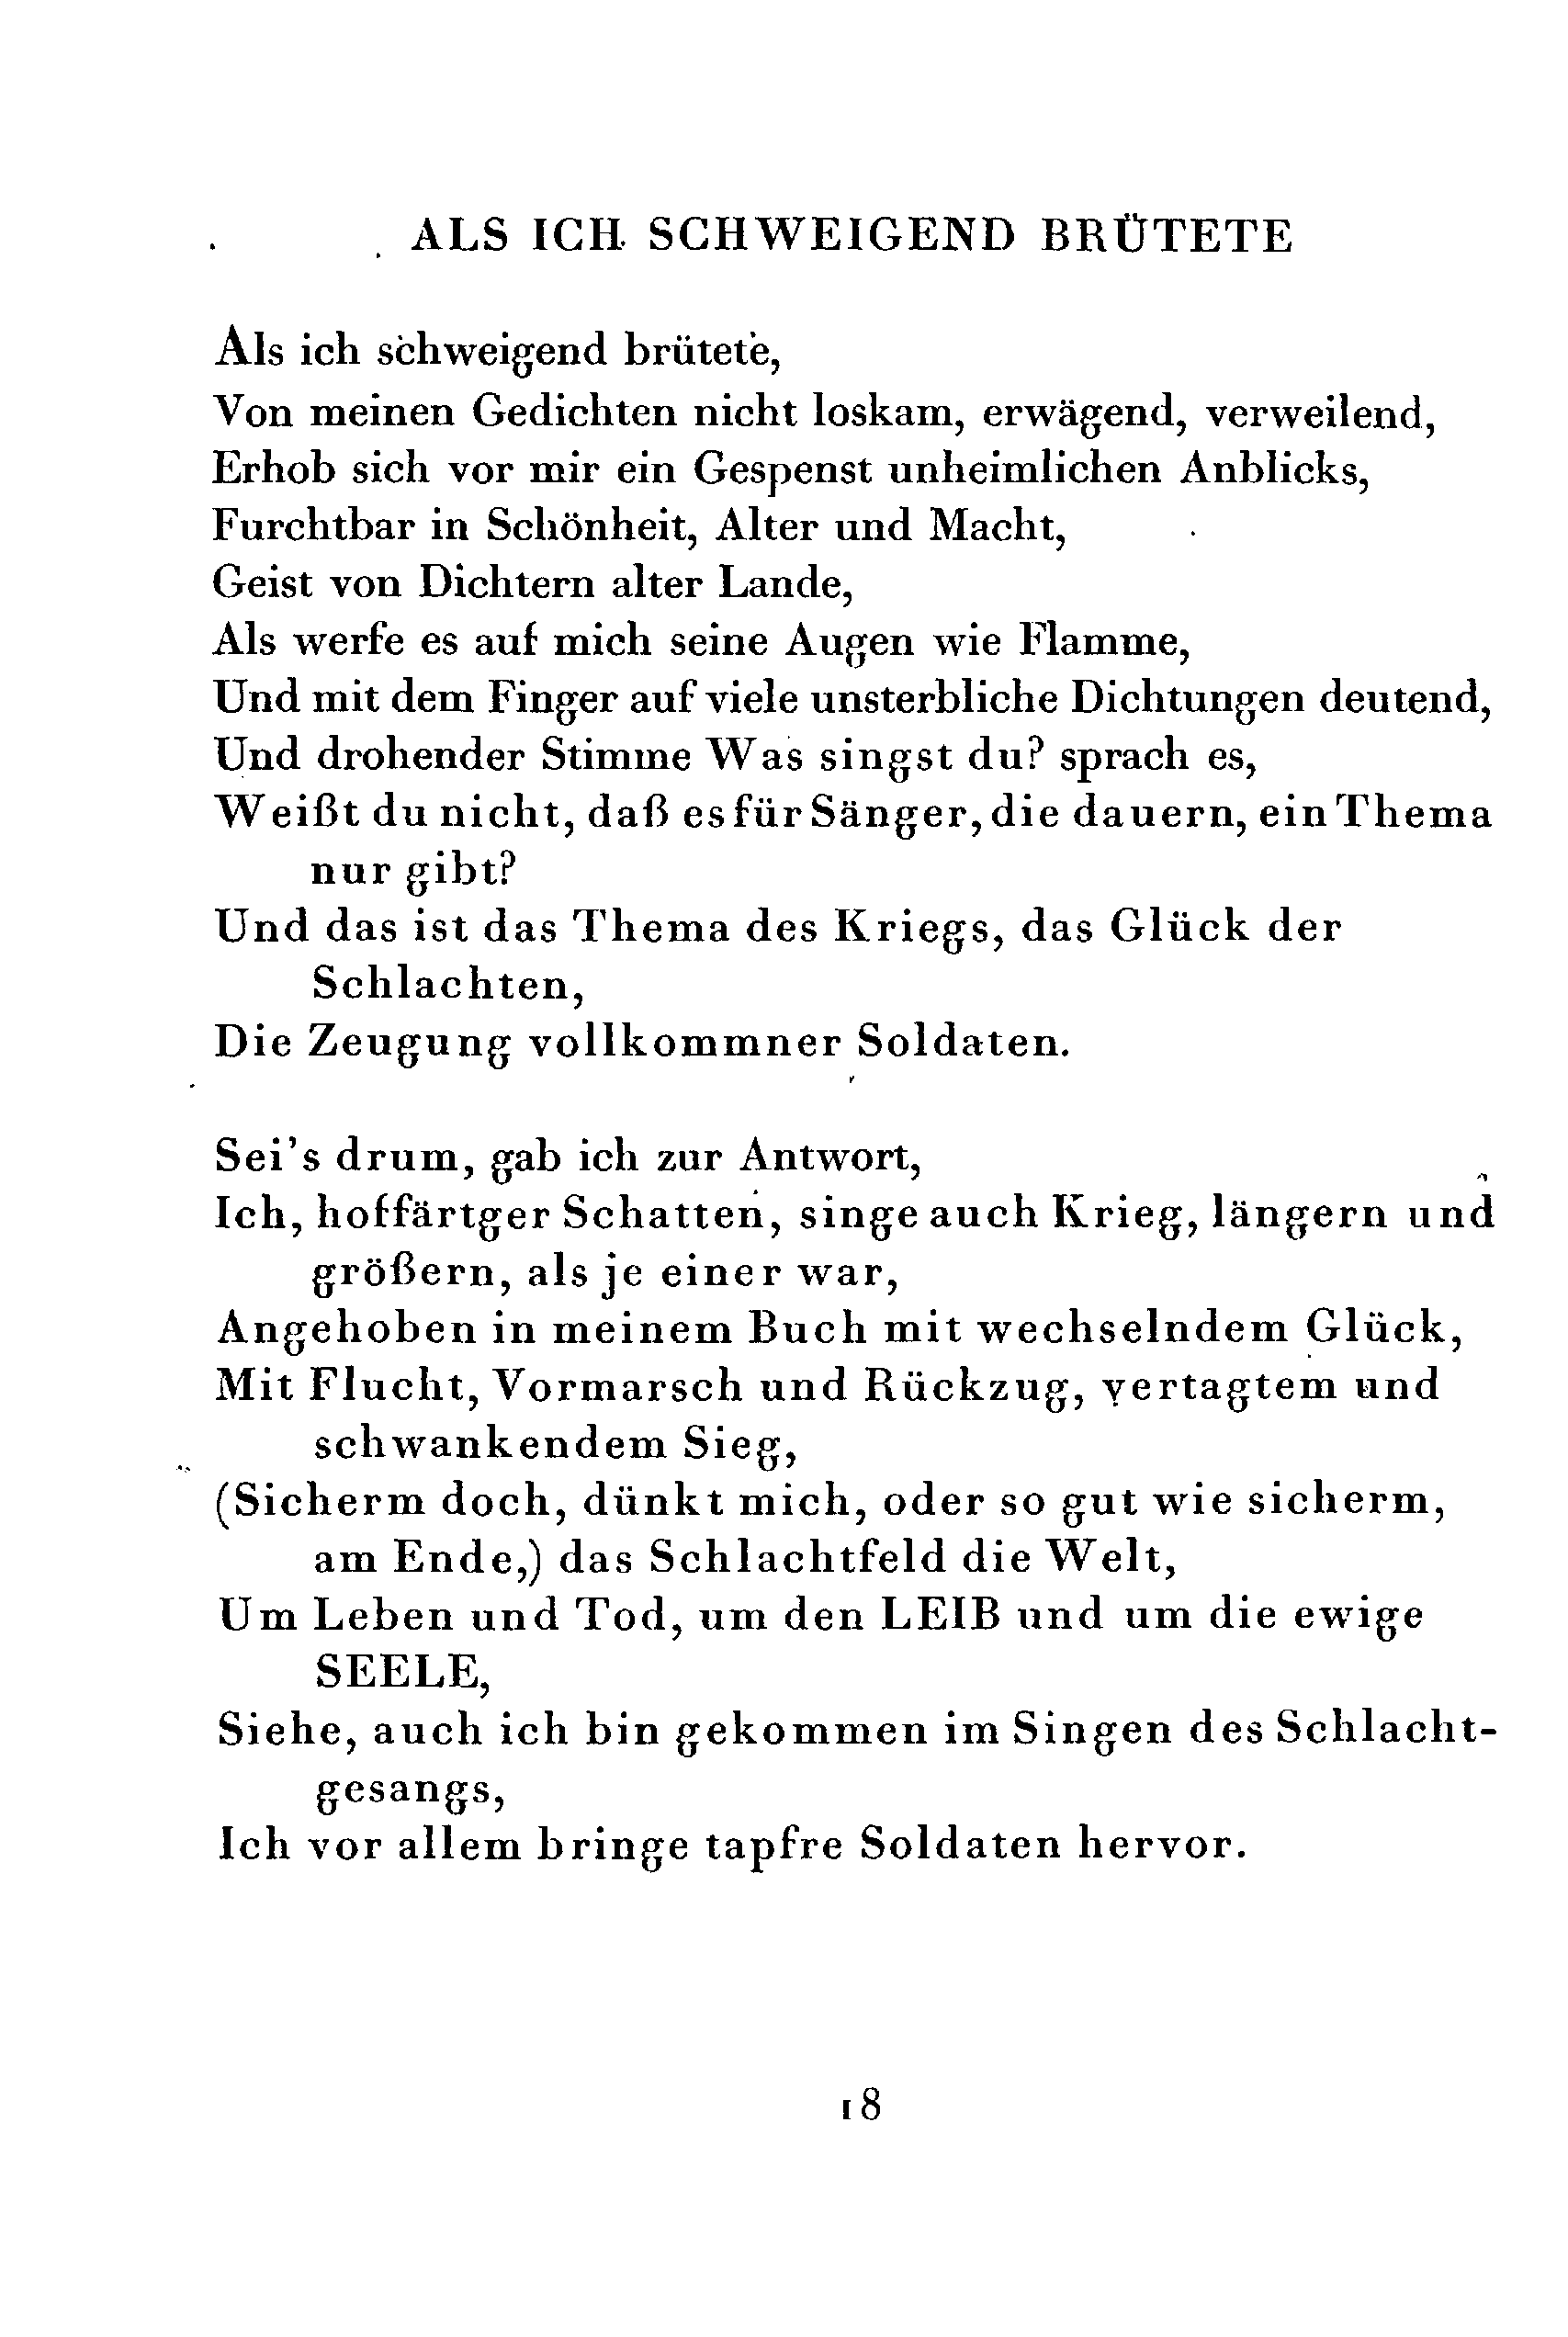 ALS ICH SCHWEIGEND BRÜTETE
Als ich schweigend brütete,
Von meinen Gedichten nicht loskam, erwägend, verweilend,
Erhob sich vor mir ein Gespenst unheimlichen Anblicks,
Furchtbar in Schönheit, Alter und Macht,
Geist von Dichtern alter Lande,
Als werfe es auf mich seine Augen wie Flamme,
Und mit dem Finger auf viele unsterbliche Dichtungen deutend,
Und drohender Stimme Was singst du? sprach es,
Weißt du nicht, daß es für Sänger, die dauern, ein Thema
nur gibt?
Und das ist das Thema des Kriegs, das Glück der
Schlachten,
Die Zeugung vollkommner Soldaten.
Sei's drum, gab ich zur Antwort,
Ich, hoffärtger Schatten, singe auch Krieg, längern und
größern, als je einer war,
Angehoben in meinem Buch mit wechselndem Glück,
Mit Flucht, Vormarsch und Rückzug, vertagtem und
schwankendem Sieg,
(Sicherm doch, dünkt mich, oder so gut wie sicherm,
am Ende,) das Schlachtfeld die Welt,
Um Leben und Tod, um den LEIB und um die ewige
SEELE,
Siehe, auch ich bin gekommen im Singen des Schlacht-
gesangs,
Ich vor allem bringe tapfre Soldaten hervor.
18